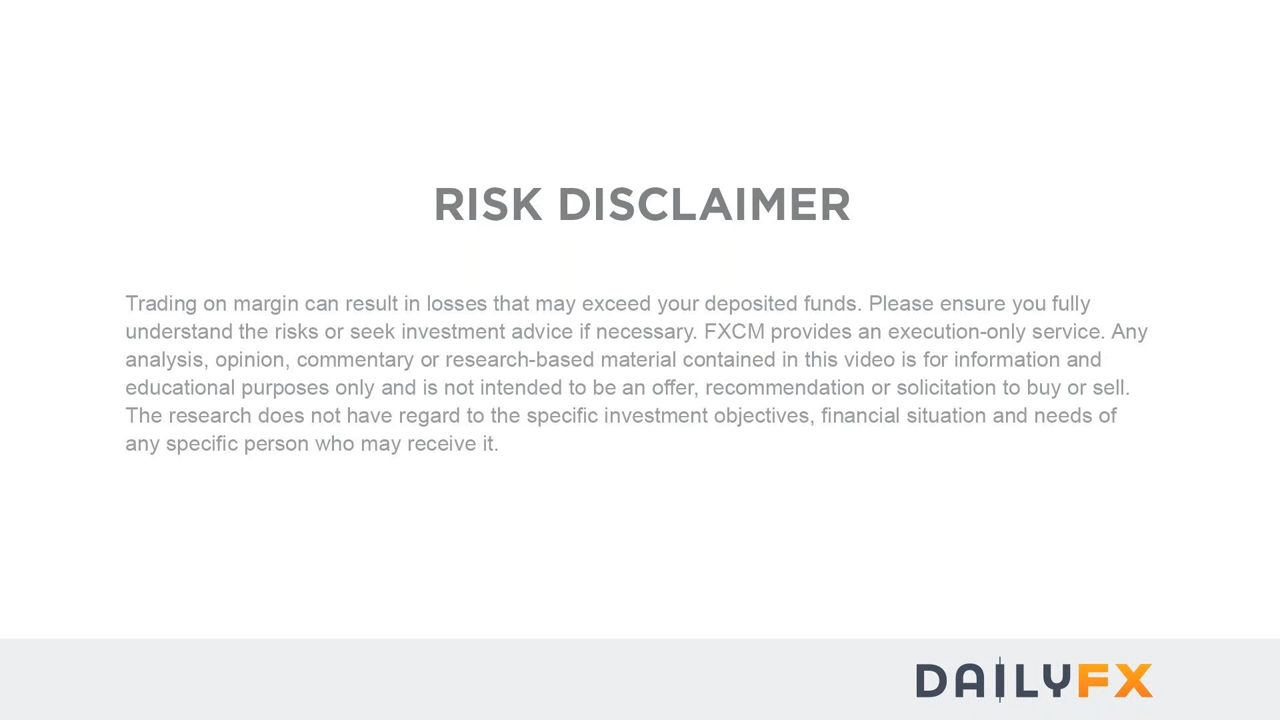 RISK DISCLAIMER
Trading on margin can result in losses that may exceed your deposited funds. Please ensure you fully
understand the risks or seek investment advice if necessary. FXCM provides an execution-only service. Any
analysis, opinion, commentary or research-based material contained in this video is for information and
educational purposes only and is not intended to be an offer, recommendation or solicitation to buy or sell.
The research does not have regard to the specific investment objectives, financial situation and needs of
any specific person who may receive it.
DAILYFX